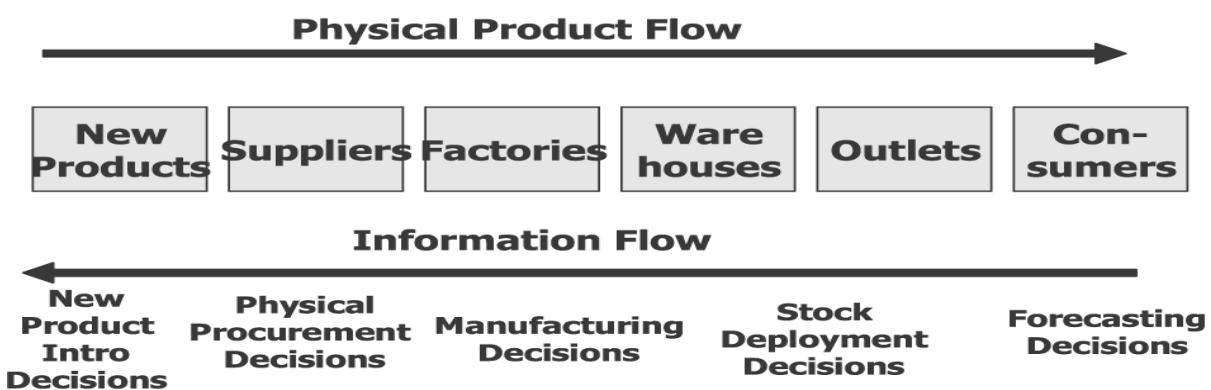 Physical Product Flow
New
Products
Suppliers
Factories
Ware
houses
Outlets
Con-
sumers
Information Flow
New
Product
Intro
Decisions
Physical
Procurement
Decisions
Manufacturing
Decisions
Stock
Deployment
Decisions
Forecasting
Decisions